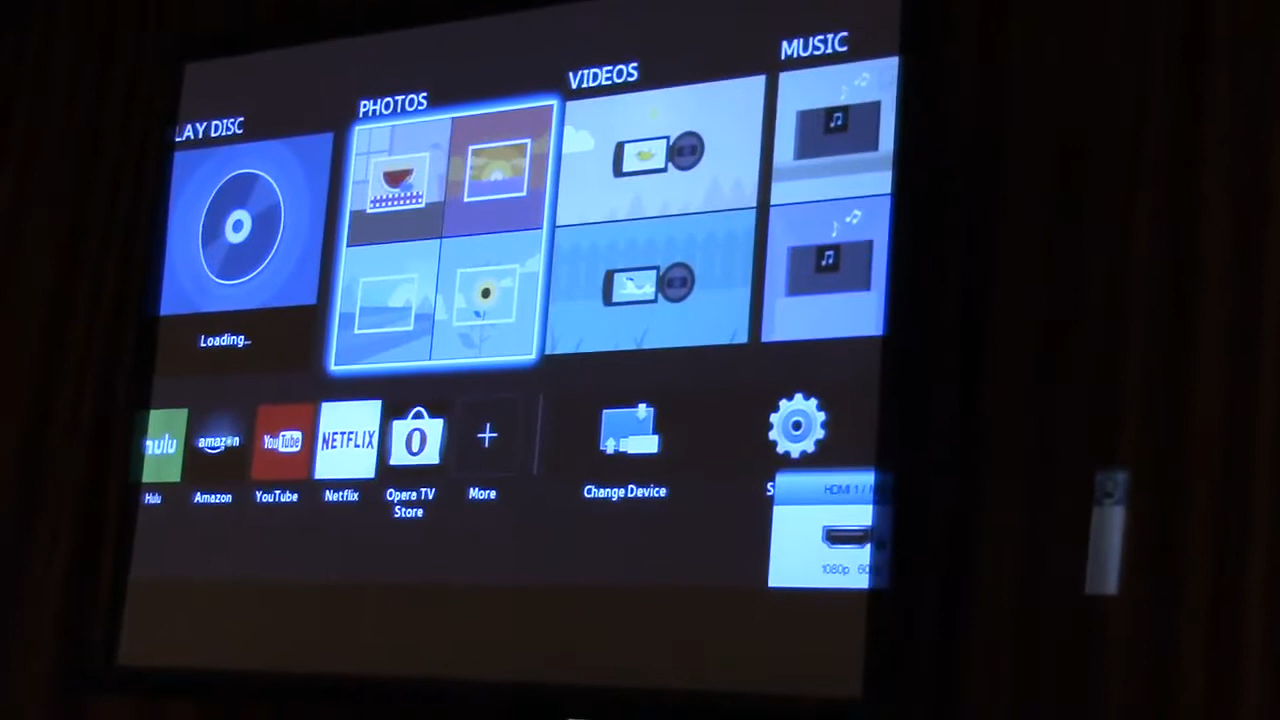 LAY DISC
PHOTOS
VIDEOS
MUSIC
Loading...
hulu
amazon
YouTube
NETFLIX
Hulu
Amazon
YouTube
Netflix
Opera TV
Store
More
Change Device
S
HDMI 1 /
1080p 60